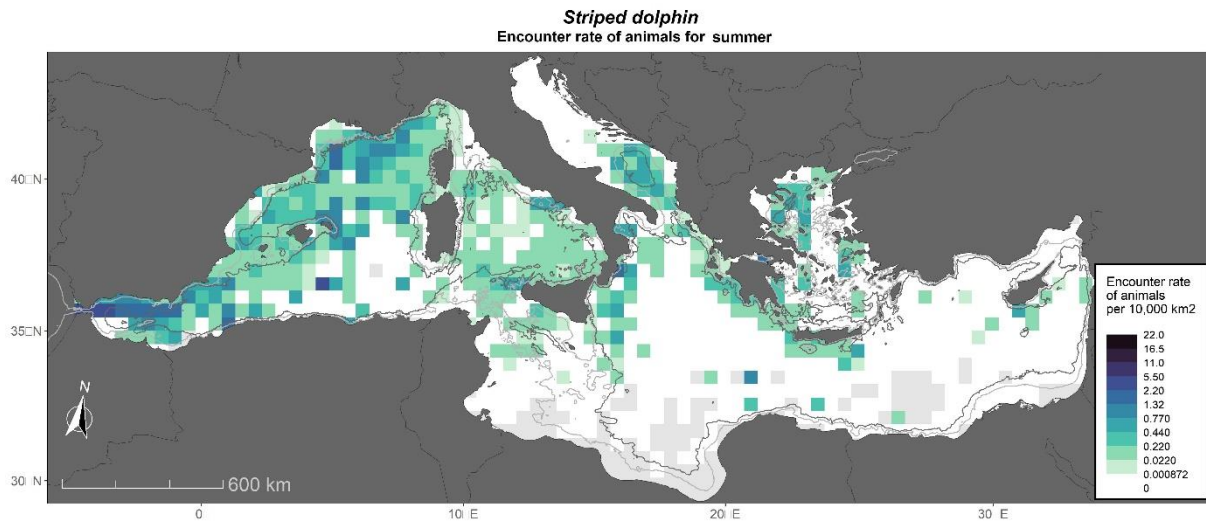 Striped dolphin
Encounter rate of animals for summer
40□N
35□N
30□N
N
600 km
0
10□E
20□E
30□E
Encounter rate
of animals
per 10,000 km2
22.0
16.5
11.0
5.50
2.20
1.32
0.770
0.440
0.220
0.0220
0.000872
0